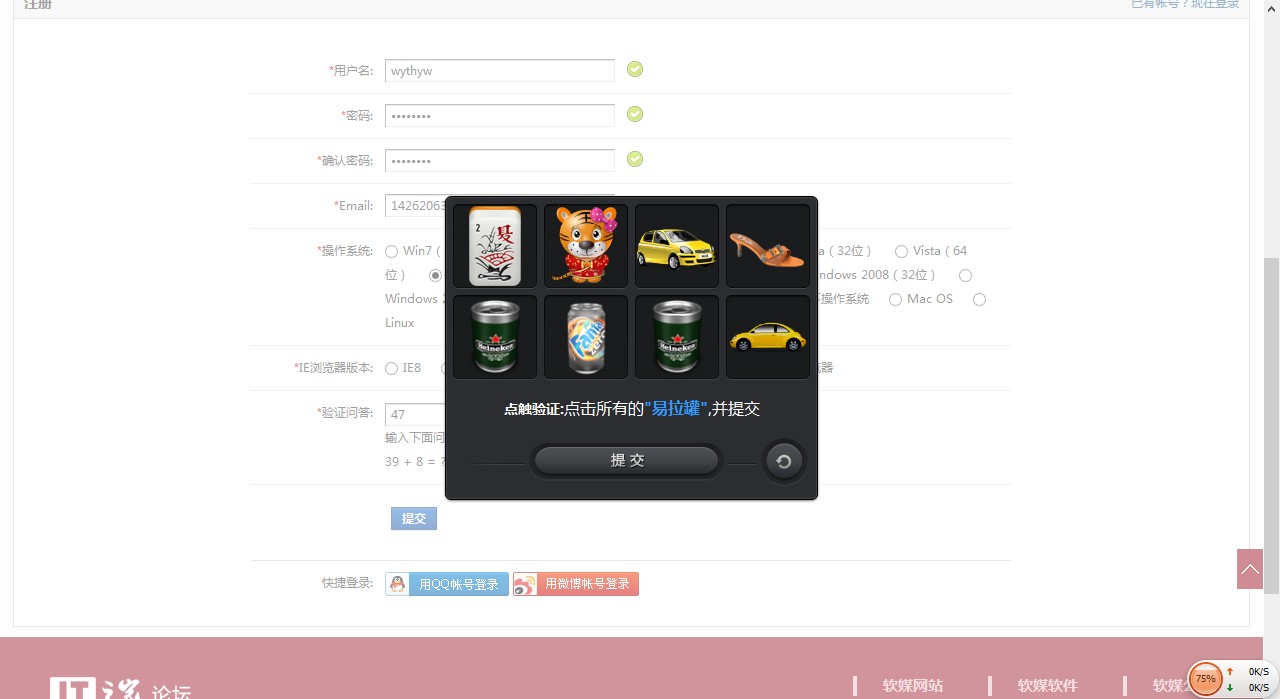 注册 已有帐号？现在登录
*用户名: wythyw
*密码: ••••••••
*确认密码: ••••••••
*Email: 14262063
*操作系统: Win7 ( a ( 32位 ) Vista ( 64
位 ) ndows 2008 ( 32位 )
Windows 操作系统 Mac OS
Linux
*IE浏览器版本: IE8 器
*验证问答: 47
输入下面问
39 + 8 = ?
2
Heineken Fanta zero Heineken
点触验证:点击所有的"易拉罐",并提交
提 交
提交
快捷登录: 用QQ帐号登录 用微博帐号登录
论坛
软媒网站 软媒软件 软媒
75% 0K/S
0K/S